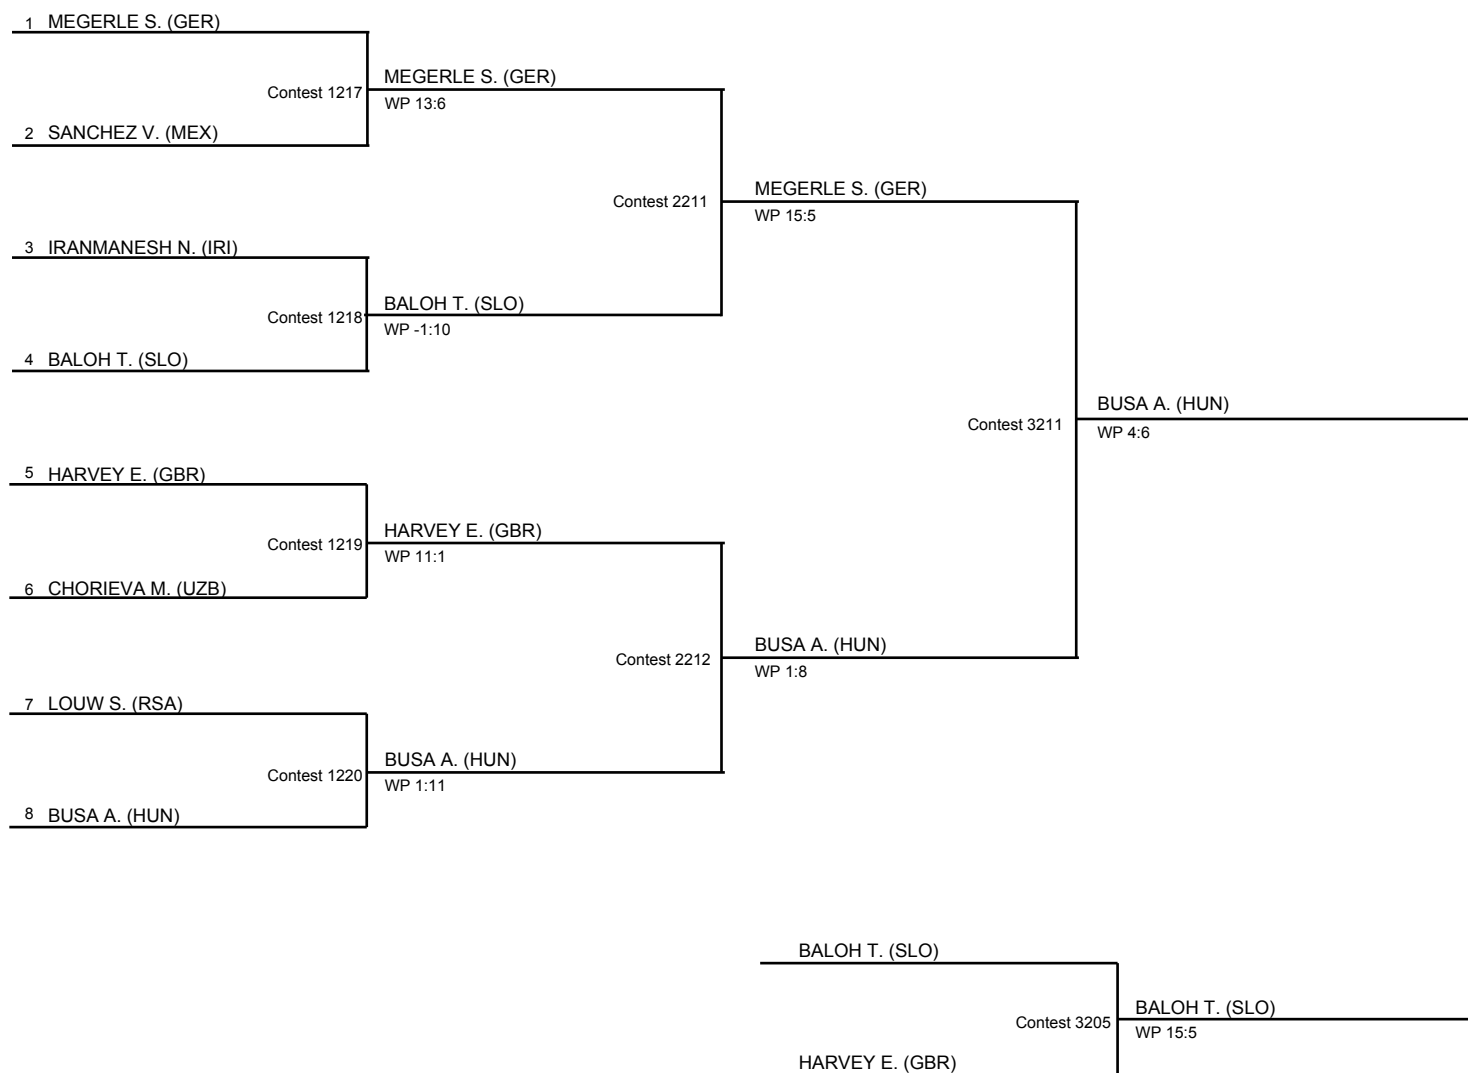 1 MEGERLE S. (GER)
Contest 1217
MEGERLE S. (GER)
WP 13:6
2 SANCHEZ V. (MEX)
Contest 2211
MEGERLE S. (GER)
WP 15:5
3 IRANMANESH N. (IRI)
Contest 1218
BALOH T. (SLO)
WP -1:10
4 BALOH T. (SLO)
Contest 3211
BUSA A. (HUN)
WP 4:6
5 HARVEY E. (GBR)
Contest 1219
HARVEY E. (GBR)
WP 11:1
6 CHORIEVA M. (UZB)
Contest 2212
BUSA A. (HUN)
WP 1:8
7 LOUW S. (RSA)
Contest 1220
BUSA A. (HUN)
WP 1:11
8 BUSA A. (HUN)
BALOH T. (SLO)
Contest 3205
BALOH T. (SLO)
WP 15:5
HARVEY E. (GBR)